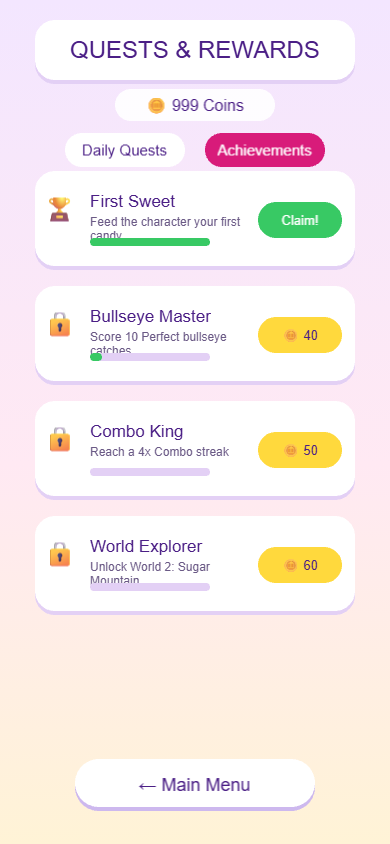 QUESTS & REWARDS
999 Coins
Daily Quests
Achievements
First Sweet
Feed the character your first
candy
Claim!
Bullseye Master
Score 10 Perfect bullseye
catches
40
Combo King
Reach a 4x Combo streak
50
World Explorer
Unlock World 2: Sugar
Mountain
60
← Main Menu